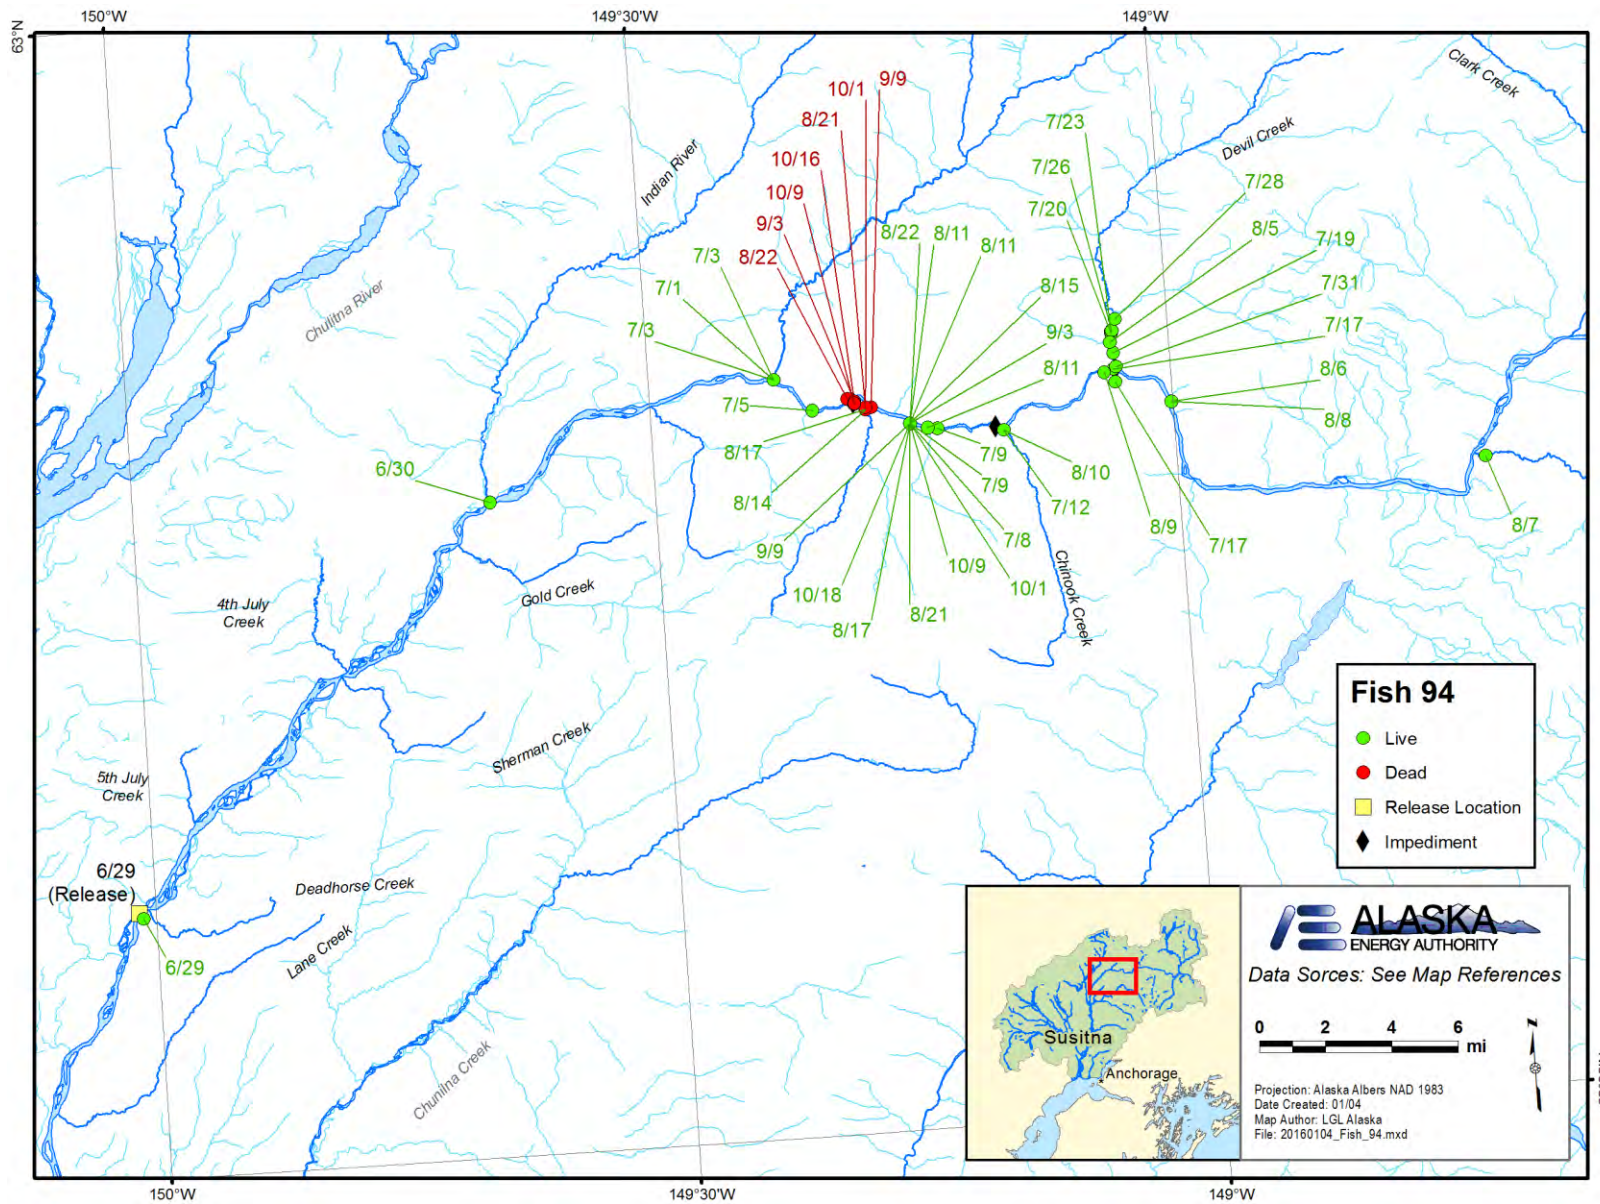 150°W
149°30'W
149°W
63°N
Clark Creek
9/9
10/1
8/21
7/23
Devil Creek
10/16
7/26
Indian River
7/28
10/9
7/20
9/3
8/22
8/11
8/5
7/19
7/3
8/22
8/11
7/1
8/15
7/31
Chulitna River
7/3
9/3
7/17
8/11
8/6
7/5
8/8
8/17
7/9
6/30
8/10
7/9
8/14
7/12
8/7
8/9
7/8
7/17
9/9
10/9
10/18
10/1
Chinook Creek
8/21
8/17
Gold Creek
4th July
Creek
Sherman Creek
5th July
Creek
Fish 94
Live
Dead
Release Location
Impediment
6/29
(Release)
Deadhorse Creek
Lane Creek
6/29
Chunilna Creek
Susitna
Anchorage
ALASKA
ENERGY AUTHORITY
Data Sorces: See Map References
0 2 4 6
mi
N
Projection: Alaska Albers NAD 1983
Date Created: 01/04
Map Author: LGL Alaska
File: 20160104_Fish_94.mxd
150°W
149°30'W
149°W